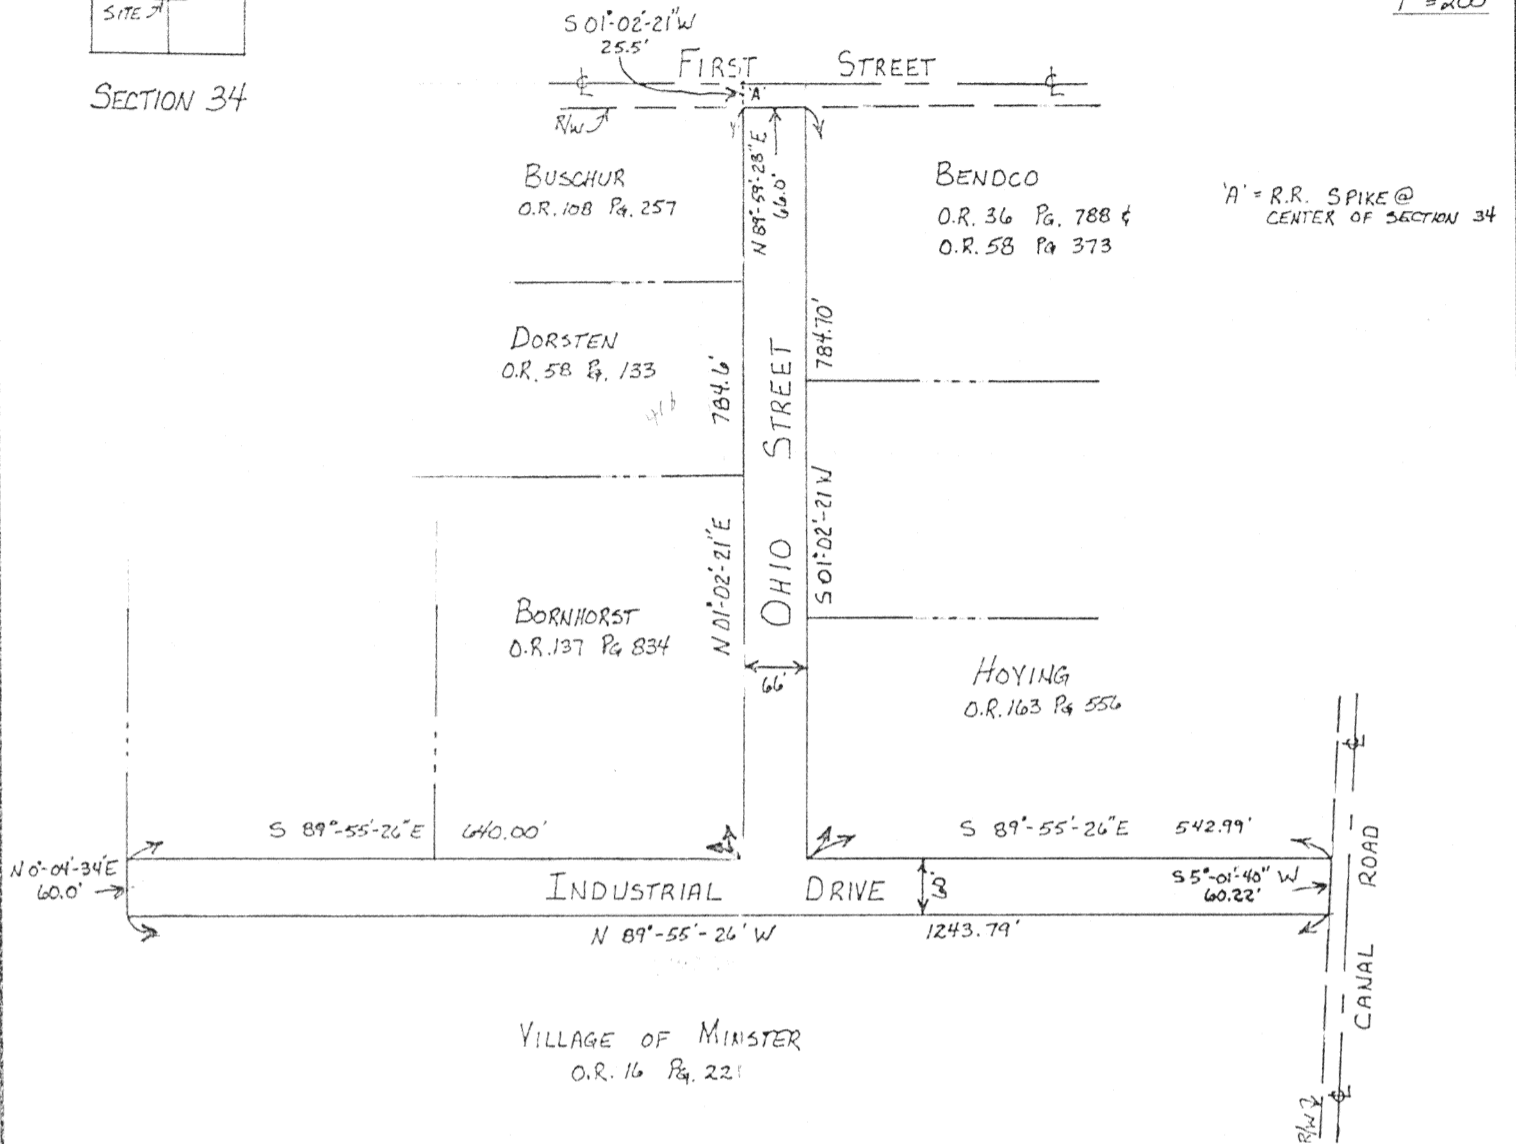 SITE
1" = 200'
SECTION 34
S 01°-02'-21" W
25.5'
FIRST STREET
'A'
R/W
BUSCHUR
O.R. 108 PG. 257
N 89°-59'-28" E
66.0'
BENDCO
O.R. 36 PG. 788 &
O.R. 58 PG 373
'A' = R.R. SPIKE @
CENTER OF SECTION 34
DORSTEN
O.R. 58 PG. 133
784.6'
784.70'
OHIO STREET
N 01°-02'-21" E
S 01°-02'-21 W
BORNHORST
O.R. 137 PG 834
66'
HOYING
O.R. 163 PG 556
S 89°-55'-26" E 640.00'
S 89°-55'-26" E 542.99'
N 0°-04'-34" E
60.0'
INDUSTRIAL DRIVE
60'
S 5°-01'-40" W
60.22'
N 89°-55'-26' W 1243.79'
CANAL ROAD
VILLAGE OF MINSTER
O.R. 16 PG. 221
R/W